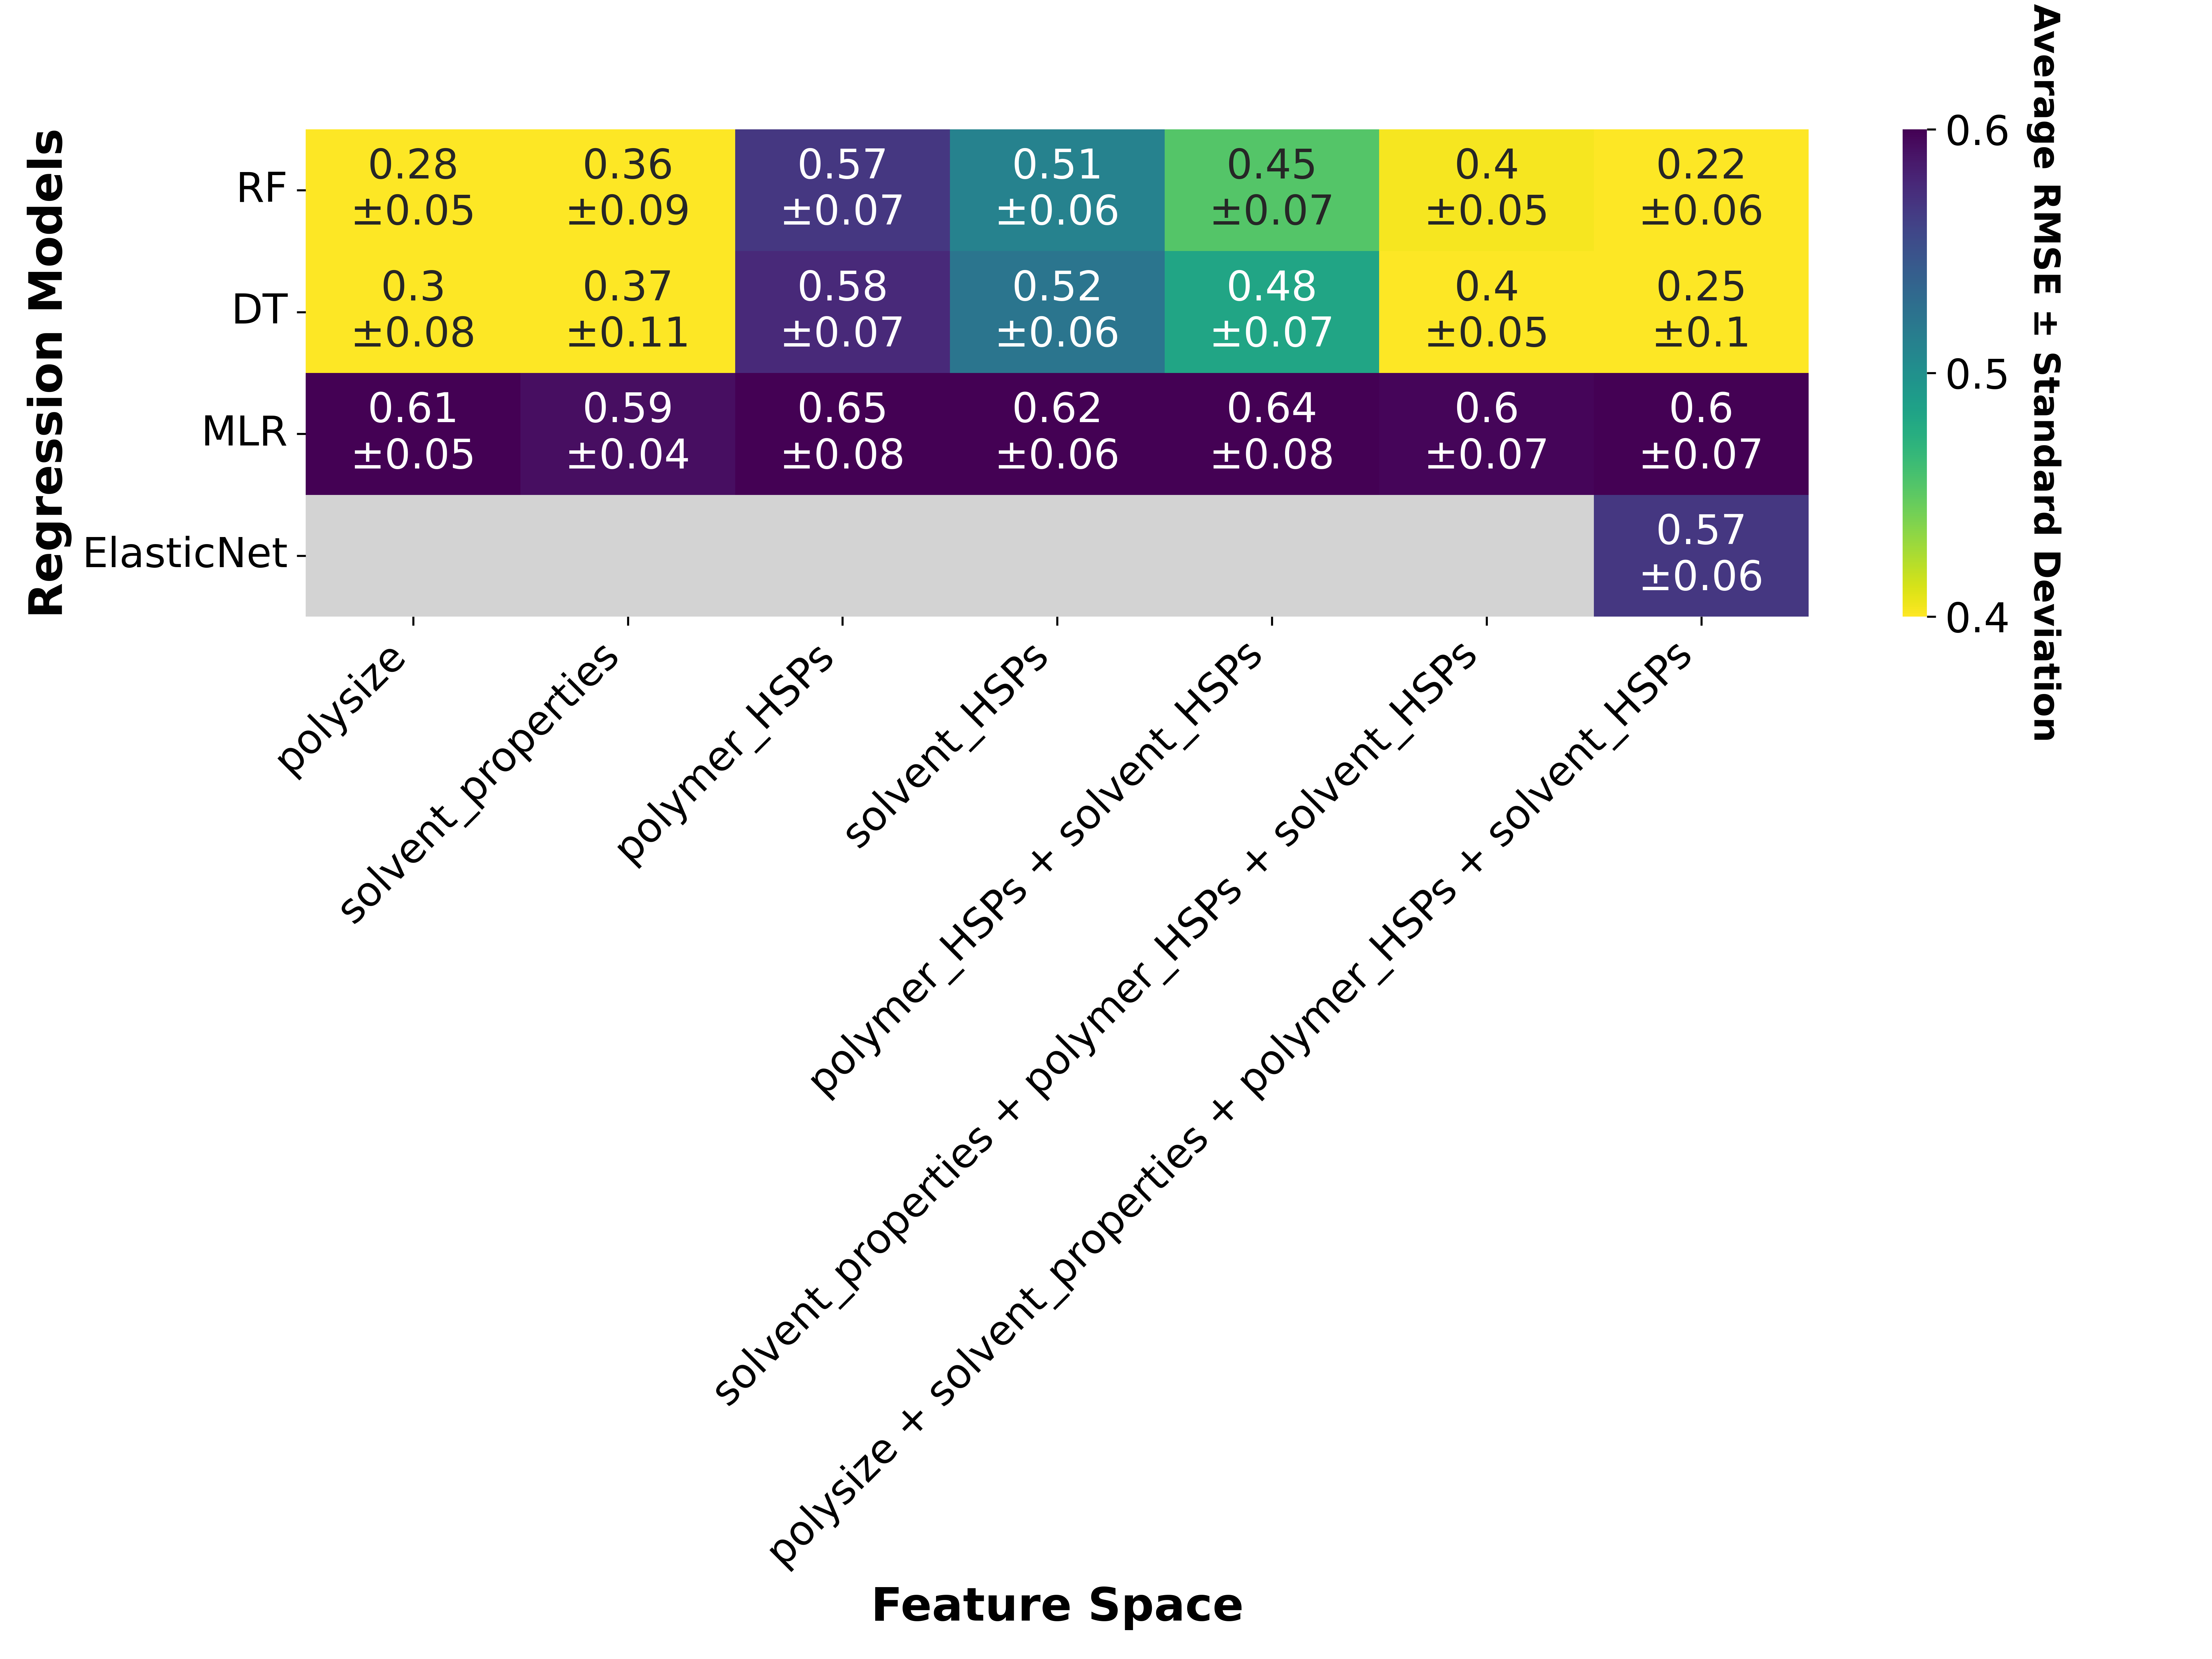 Regression Models
RF
DT
MLR
ElasticNet
0.28 0.36 0.57 0.51 0.45 0.4 0.22
±0.05 ±0.09 ±0.07 ±0.06 ±0.07 ±0.05 ±0.06
0.3 0.37 0.58 0.52 0.48 0.4 0.25
±0.08 ±0.11 ±0.07 ±0.06 ±0.07 ±0.05 ±0.1
0.61 0.59 0.65 0.62 0.64 0.6 0.6
±0.05 ±0.04 ±0.08 ±0.06 ±0.08 ±0.07 ±0.07
0.57
±0.06
polysize
solvent_properties
polymer_HSPs
solvent_HSPs
polymer_HSPs + solvent_HSPs
solvent_properties + polymer_HSPs + solvent_HSPs
polysize + solvent_properties + polymer_HSPs + solvent_HSPs
Feature Space
0.6
0.5
0.4
Average RMSE ± Standard Deviation